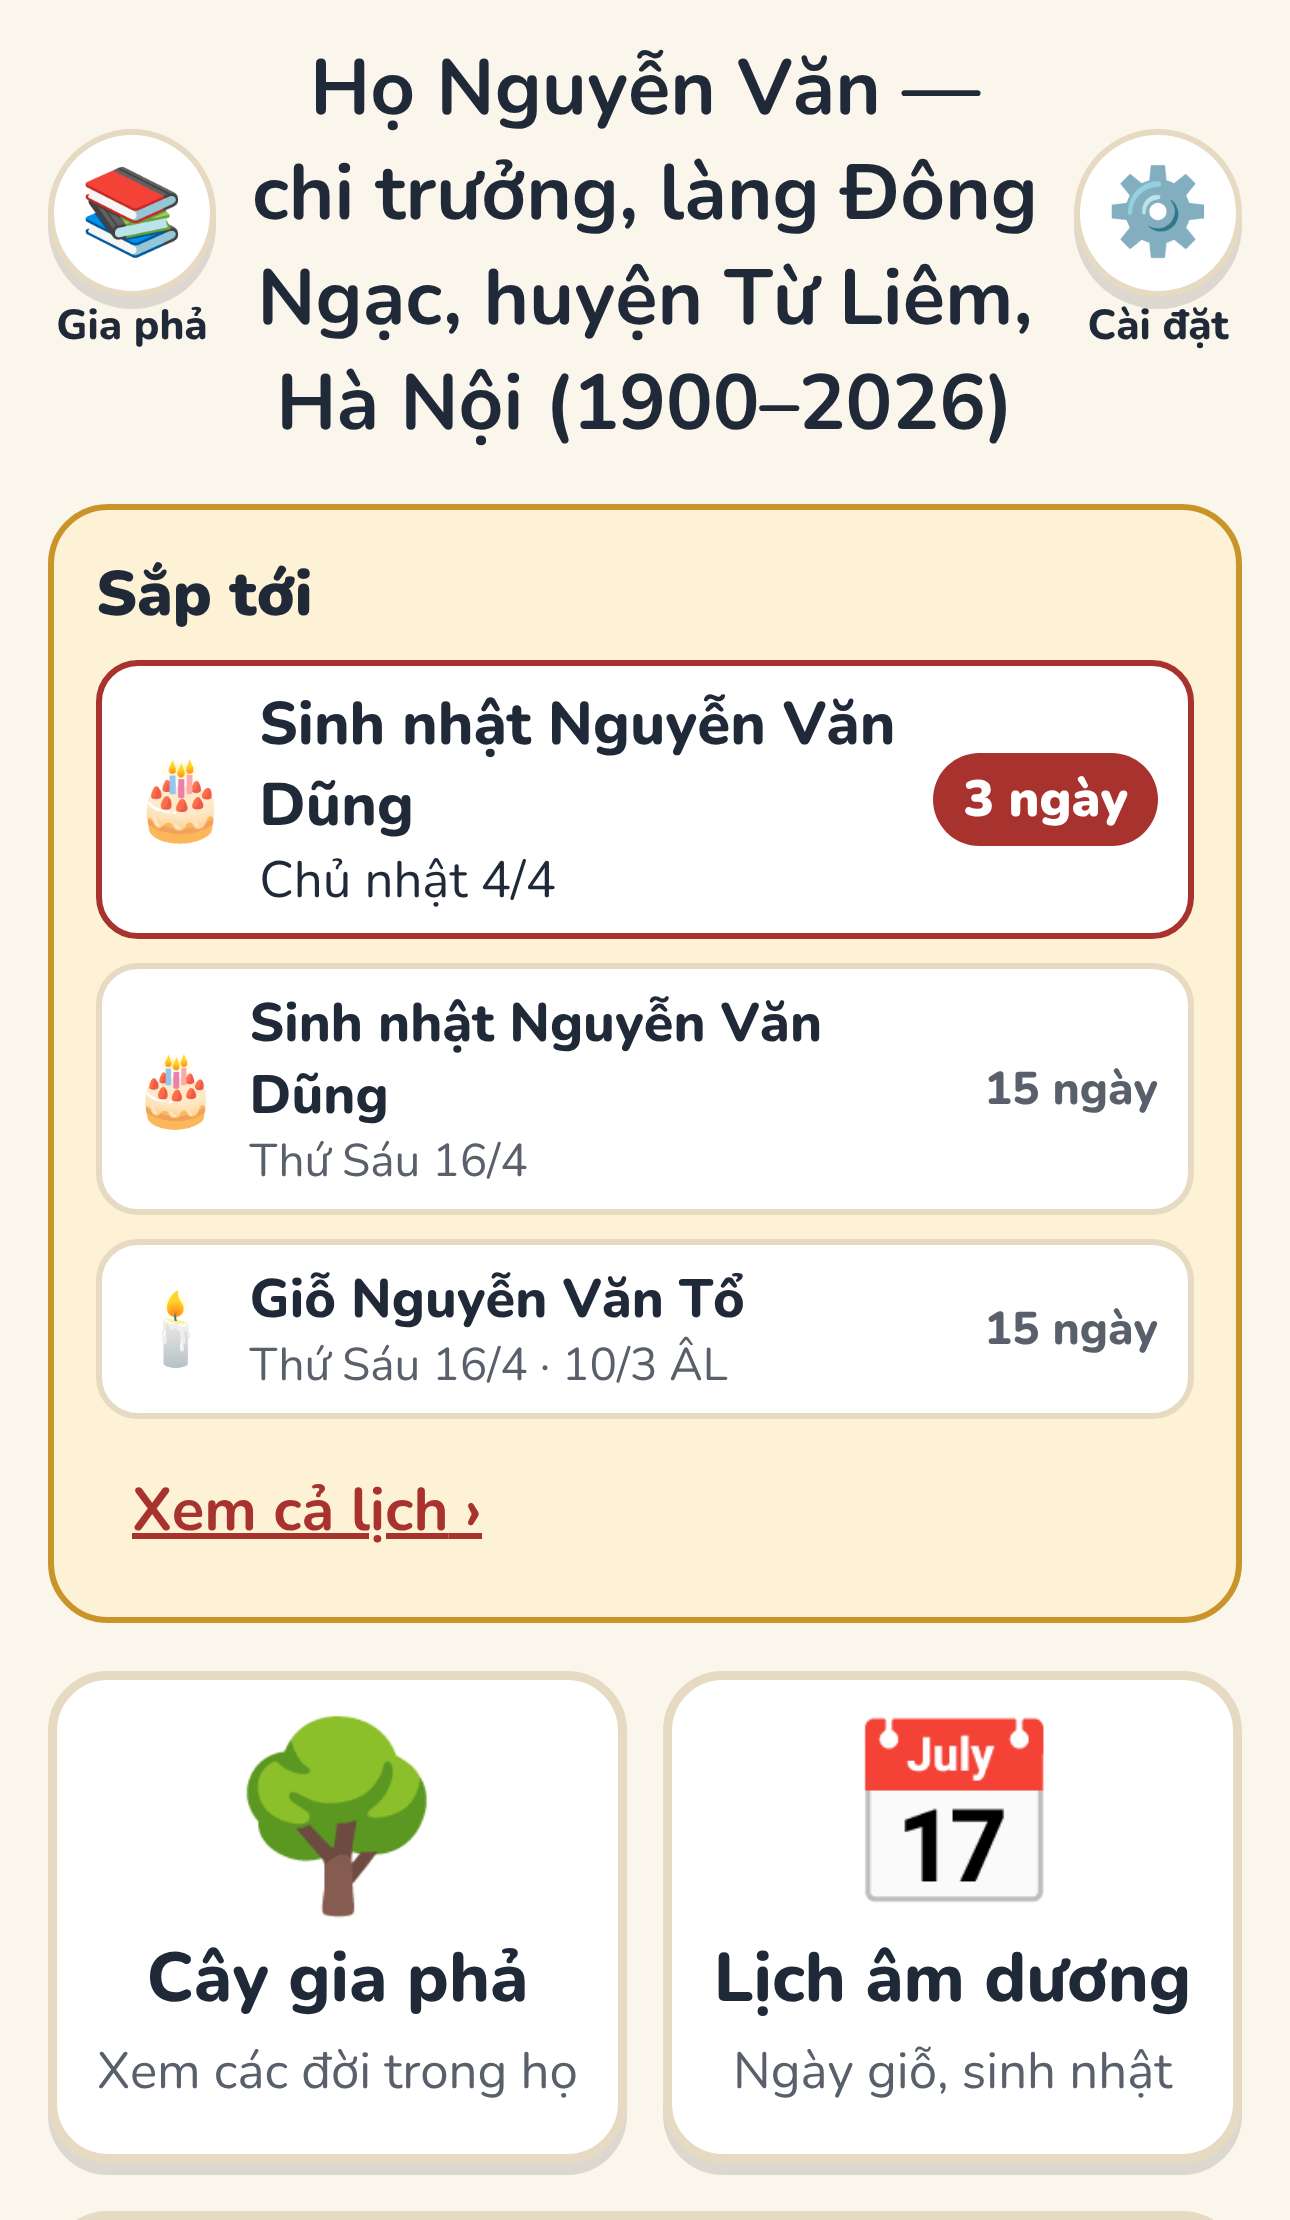 Họ Nguyễn Văn —
chi trưởng, làng Đông
Ngạc, huyện Từ Liêm,
Hà Nội (1900–2026)
Gia phả
Cài đặt
Sắp tới
Sinh nhật Nguyễn Văn
Dũng
Chủ nhật 4/4
3 ngày
Sinh nhật Nguyễn Văn
Dũng
Thứ Sáu 16/4
15 ngày
Giỗ Nguyễn Văn Tổ
Thứ Sáu 16/4 · 10/3 ÂL
15 ngày
Xem cả lịch ›
July
17
Cây gia phả
Xem các đời trong họ
Lịch âm dương
Ngày giỗ, sinh nhật